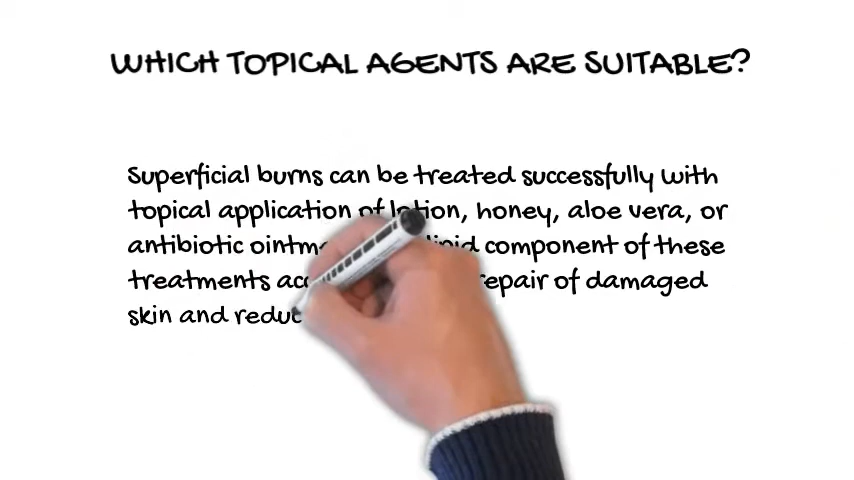 WHICH TOPICAL AGENTS ARE SUITABLE?
Superficial burns can be treated successfully with
topical application of lotion, honey, aloe vera, or
antibiotic component of these
treatments repair of damaged
skin and